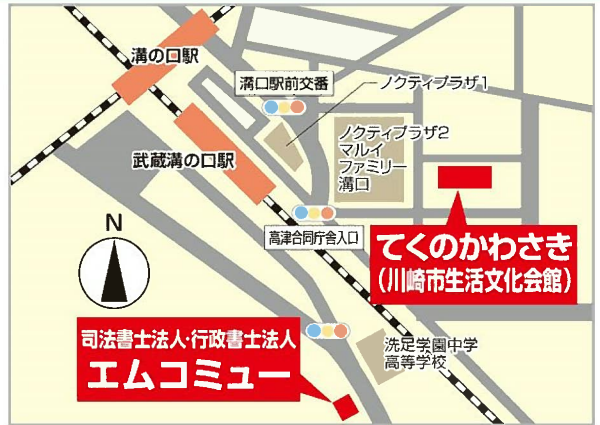 溝の口駅
溝口駅前交番
ノクティプラザ1
武蔵溝の口駅
ノクティプラザ2
マルイ
ファミリー
溝口
高津合同庁舎入口
てくのかわさき
(川崎市生活文化会館)
N
司法書士法人・行政書士法人
エムコミュー
洗足学園中学
高等学校